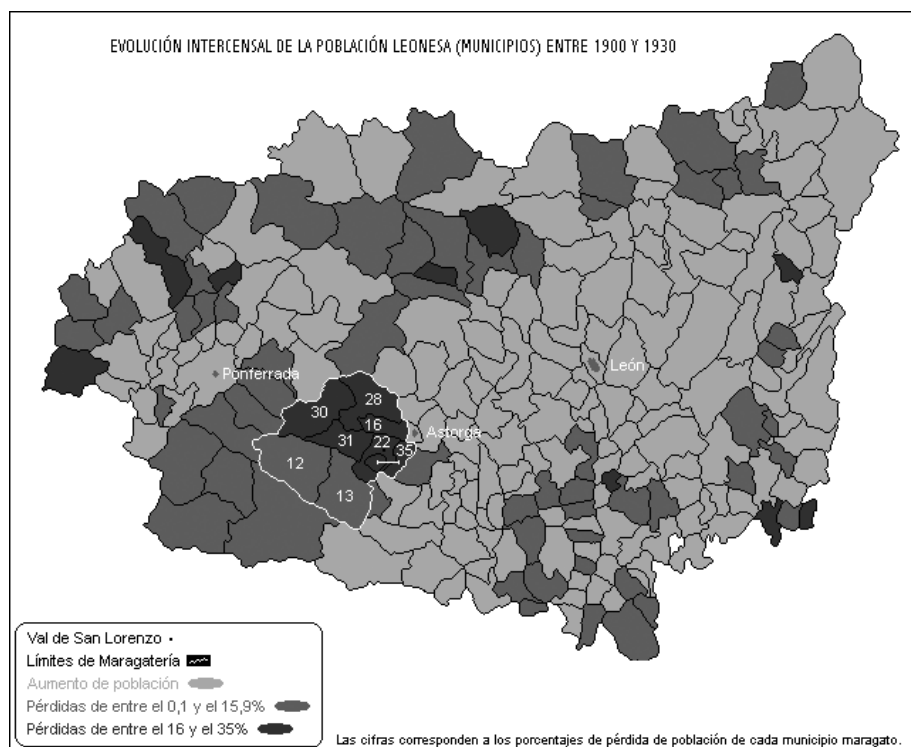 EVOLUCIÓN INTERCENSAL DE LA POBLACIÓN LEONESA (MUNICIPIOS) ENTRE 1900 Y 1930
León
Ponferrada
28
30
16
Astorga
31
22
35
12
13
Val de San Lorenzo
Límites de Maragatería
Aumento de población
Pérdidas de entre el 0,1 y el 15,9%
Pérdidas de entre el 16 y el 35%
Las cifras corresponden a los porcentajes de pérdida de población de cada municipio maragato.